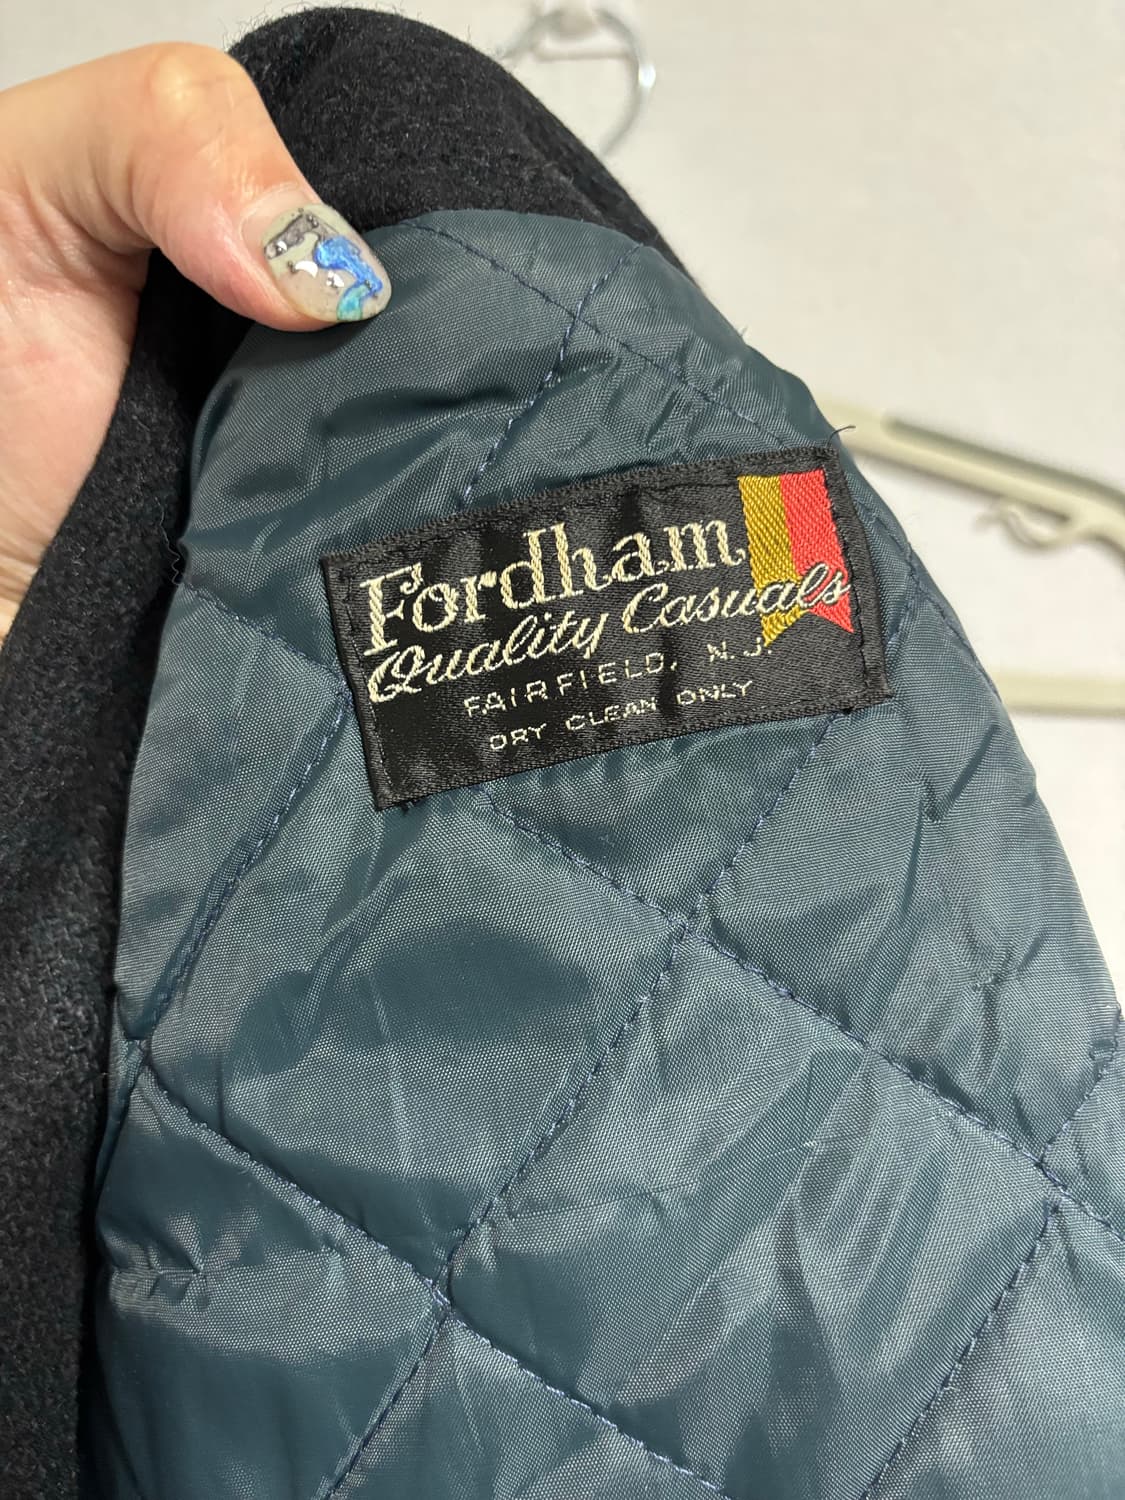 Fordham
Quality Casuals
FAIRFIELD, N.J.
DRY CLEAN ONLY